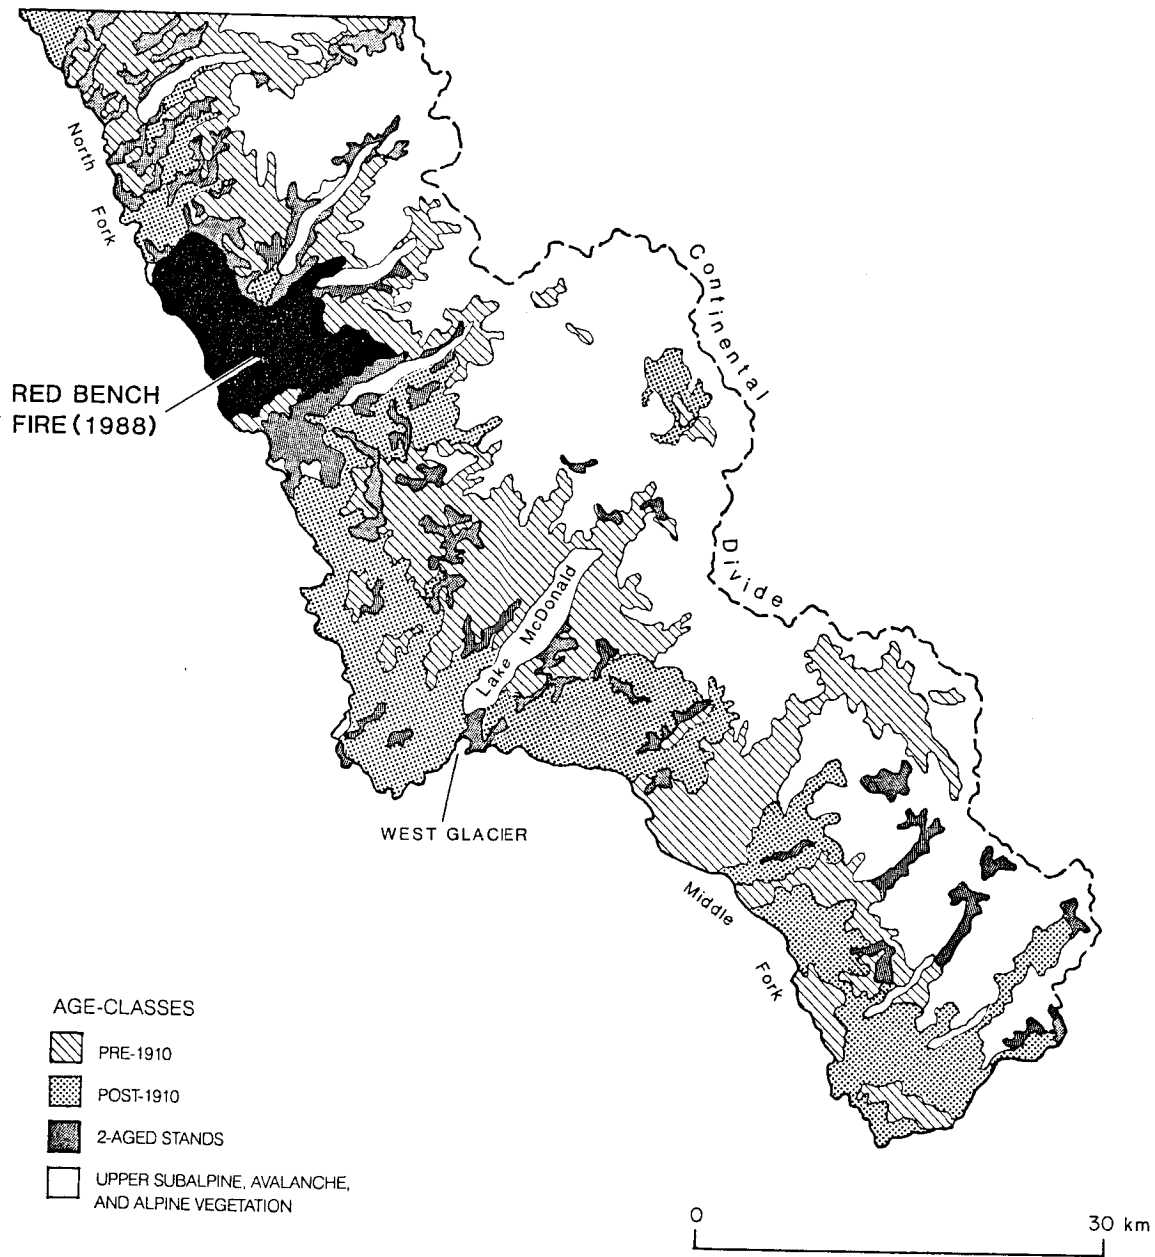 North
Fork
Continental
Divide
RED BENCH
FIRE (1988)
Lake McDonald
WEST GLACIER
Middle
Fork
AGE-CLASSES
PRE-1910
POST-1910
2-AGED STANDS
UPPER SUBALPINE, AVALANCHE,
AND ALPINE VEGETATION
0
30 km